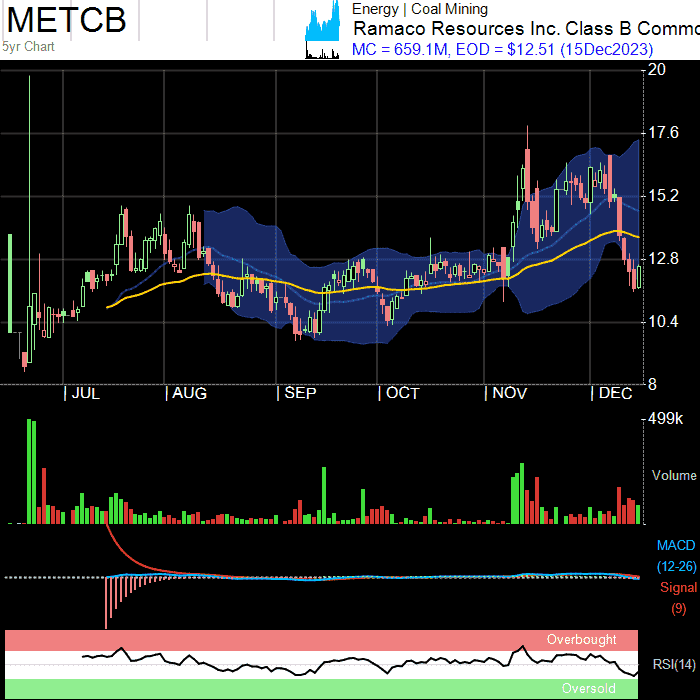 METCB
5yr Chart
Energy | Coal Mining
Ramaco Resources Inc. Class B Commo
MC = 659.1M, EOD = $12.51 (15Dec2023)
20
17.6
15.2
12.8
10.4
8
| JUL | AUG | SEP | OCT | NOV | DEC
499k
Volume
MACD
(12-26)
Signal
(9)
Overbought
RSI(14)
Oversold